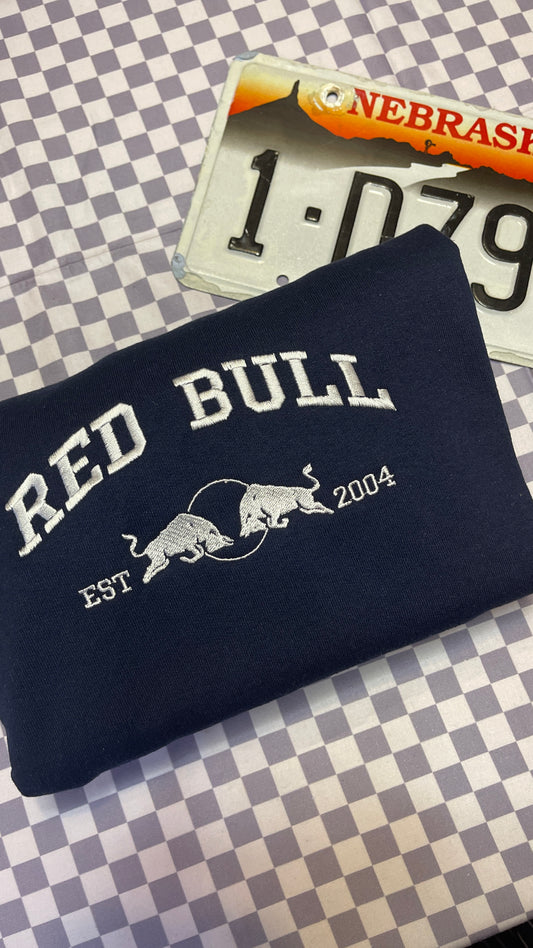 NEBRASK
1·D79
RED BULL
EST 2004